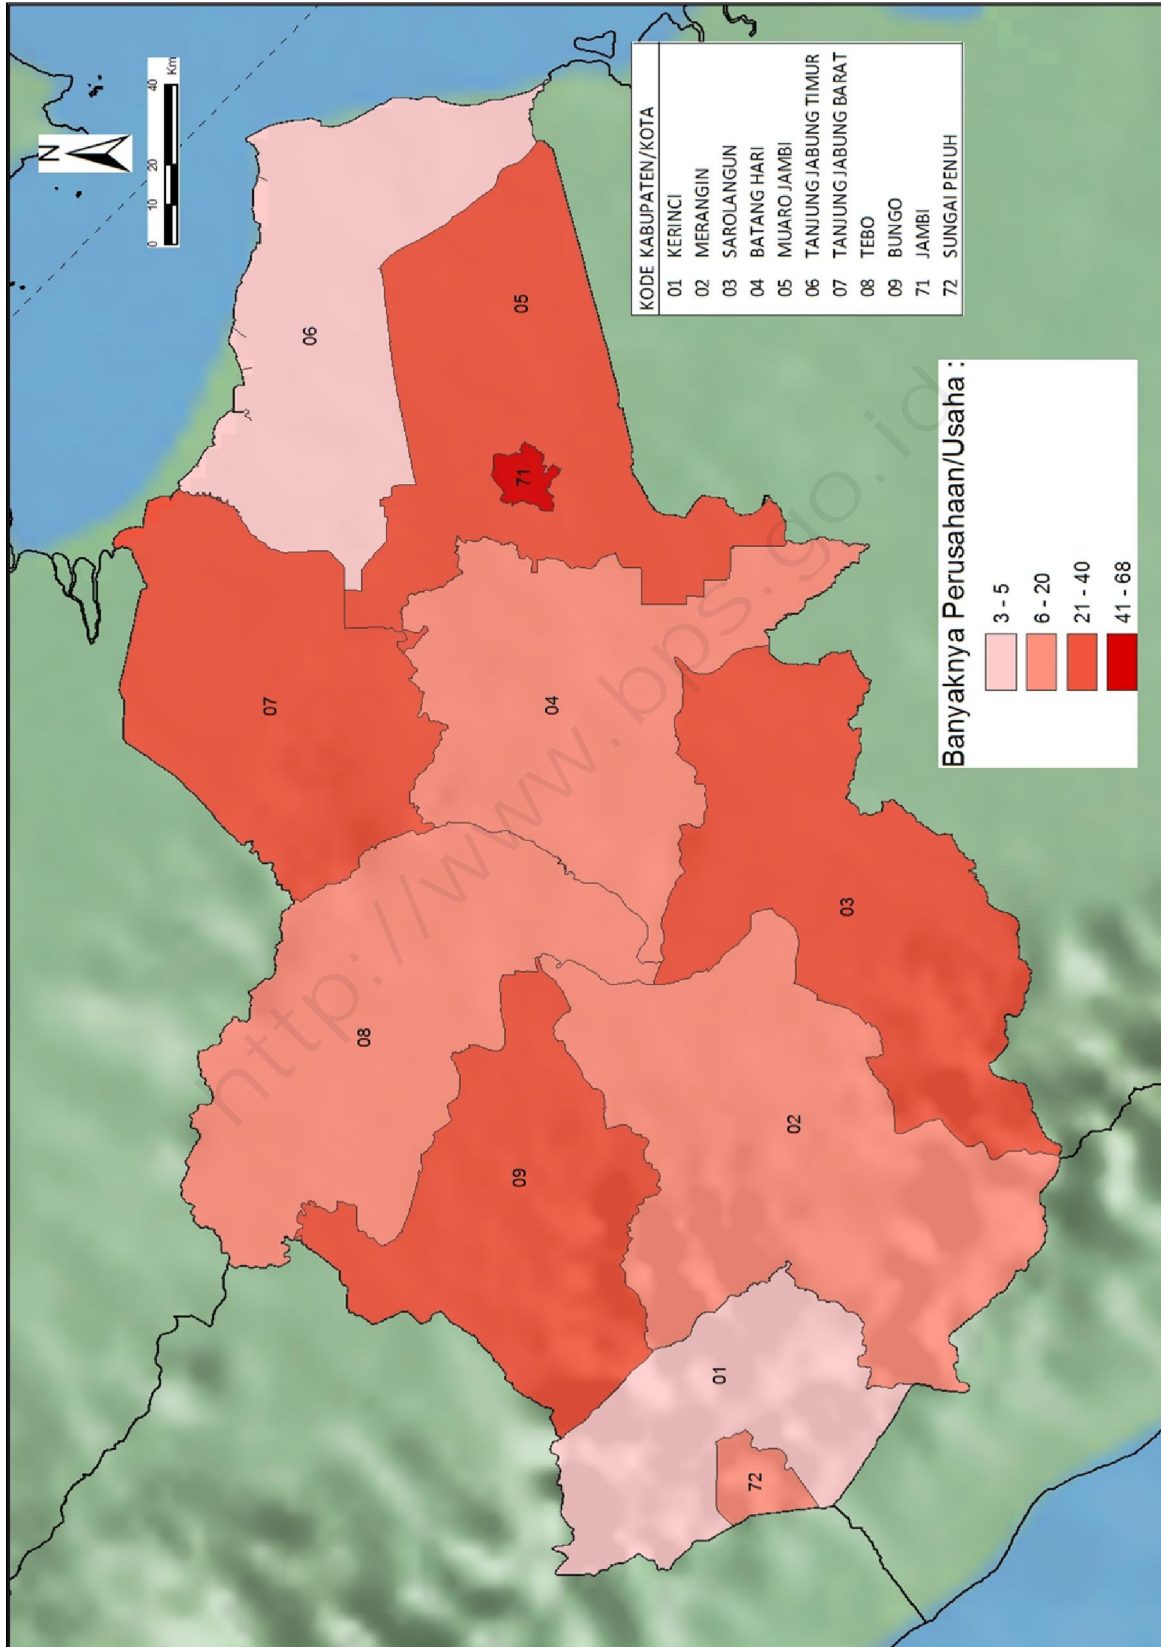 N
0 10 20 40
Km
06
07
05
71
08
04
09
03
02
01
72
http://www.bps.go.id
KODE KABUPATEN/KOTA
01 KERINCI
02 MERANGIN
03 SAROLANGUN
04 BATANG HARI
05 MUARO JAMBI
06 TANJUNG JABUNG TIMUR
07 TANJUNG JABUNG BARAT
08 TEBO
09 BUNGO
71 JAMBI
72 SUNGAI PENUH
Banyaknya Perusahaan/Usaha :
3 - 5
6 - 20
21 - 40
41 - 68